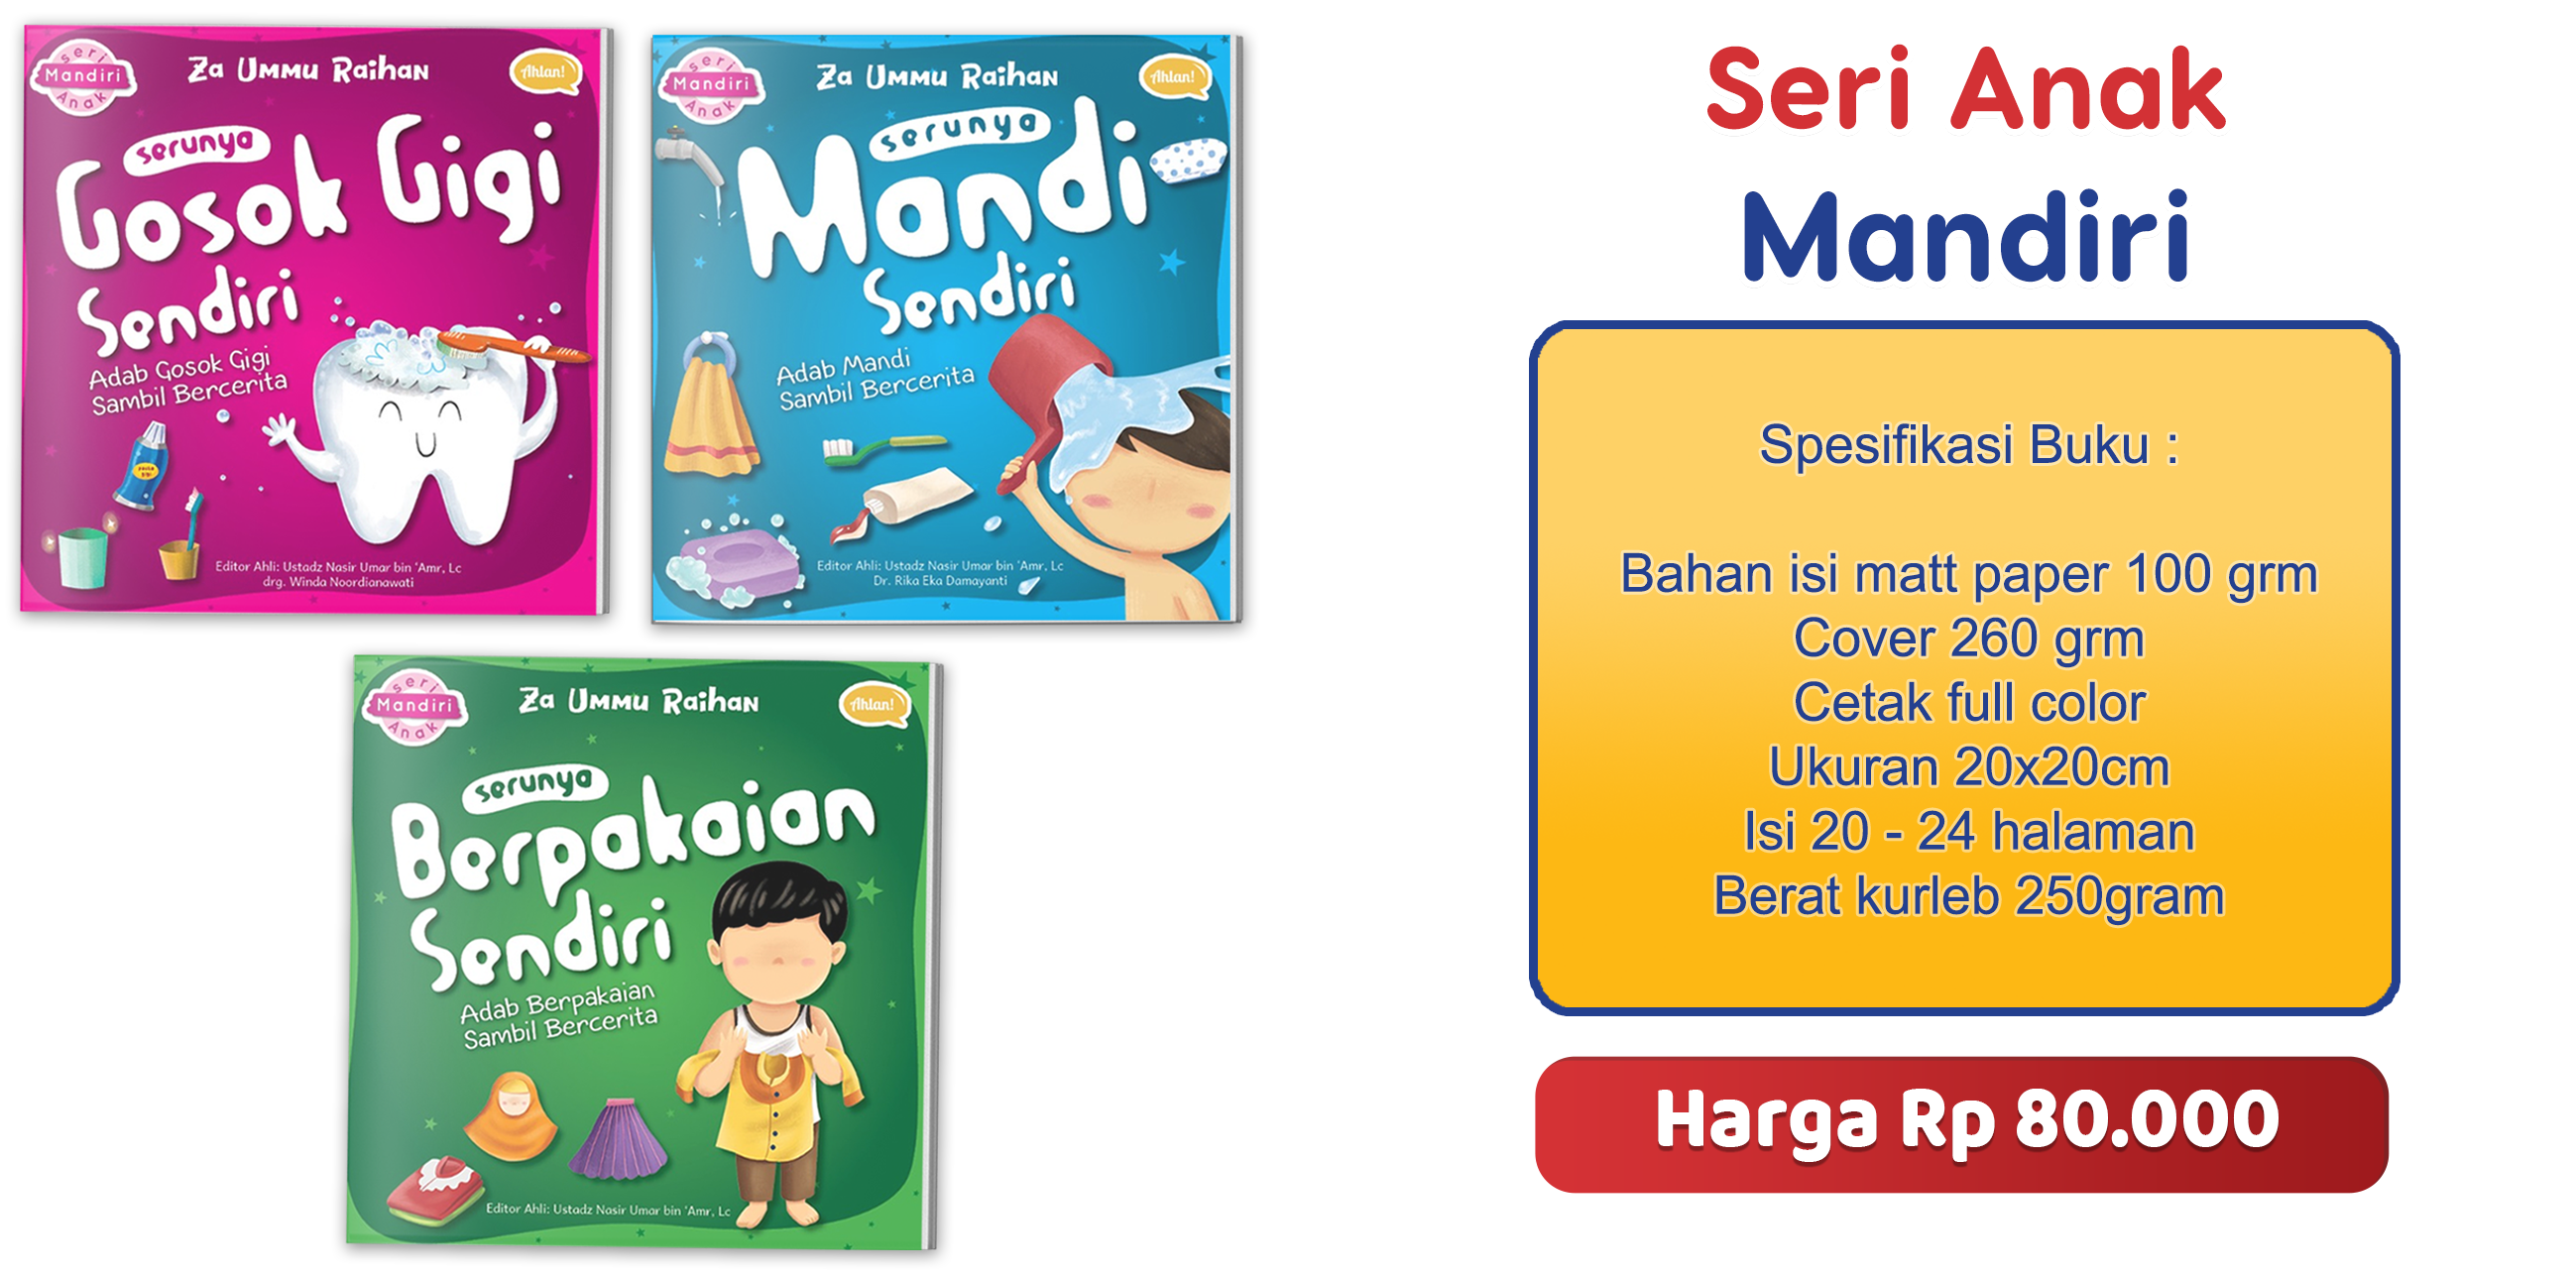 seri
Mandiri
Anak
Za Ummu Raihan
Ahlan!
serunya
Gosok Gigi
Sendiri
Adab Gosok Gigi
Sambil Bercerita
Editor Ahli: Ustadz Nasir Umar bin 'Amr, Lc
drg. Winda Noordianawati
seri
Mandiri
Anak
Za Ummu Raihan
Ahlan!
serunya
Mandi
Sendiri
Adab Mandi
Sambil Bercerita
Editor Ahli: Ustadz Nasir Umar bin 'Amr, Lc
Dr. Rika Eka Damayanti
seri
Mandiri
Anak
Za Ummu Raihan
Ahlan!
serunya
Berpakaian
Sendiri
Adab Berpakaian
Sambil Bercerita
Editor Ahli: Ustadz Nasir Umar bin 'Amr, Lc
Seri Anak
Mandiri
Spesifikasi Buku :
Bahan isi matt paper 100 grm
Cover 260 grm
Cetak full color
Ukuran 20x20cm
Isi 20 - 24 halaman
Berat kurleb 250gram
Harga Rp 80.000